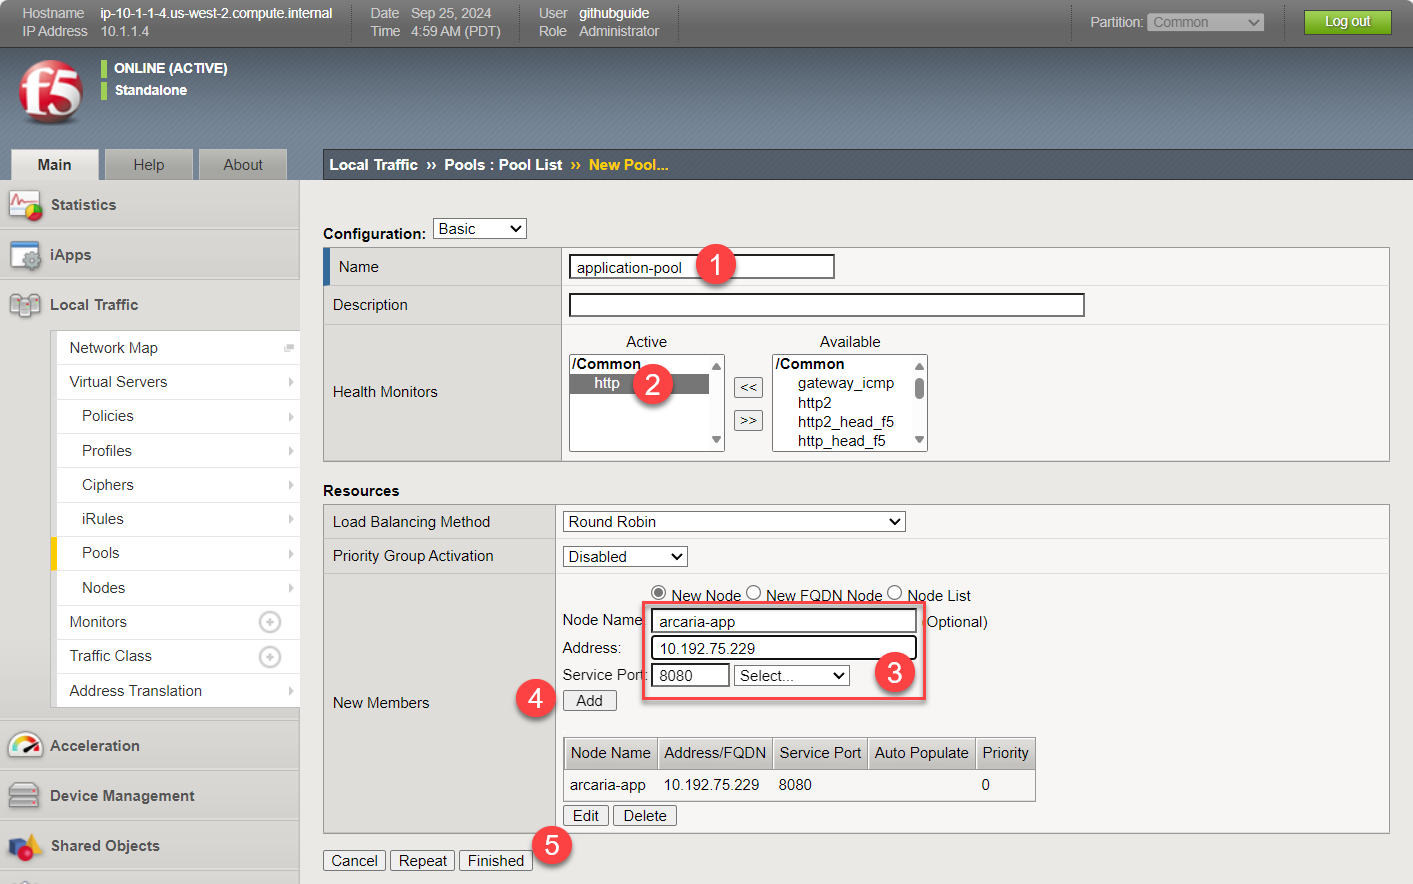 Hostname ip-10-1-1-4.us-west-2.compute.internal Date Sep 25, 2024 User githubguide
IP Address 10.1.1.4 Time 4:59 AM (PDT) Role Administrator
Partition: Common Log out
f5
ONLINE (ACTIVE)
Standalone
Main Help About
Local Traffic ›› Pools : Pool List ›› New Pool...
Statistics
iApps
Local Traffic
Network Map
Virtual Servers
Policies
Profiles
Ciphers
iRules
Pools
Nodes
Monitors
Traffic Class
Address Translation
Acceleration
Device Management
Shared Objects
Configuration: Basic
Name application-pool 1
Description
Health Monitors
Active Available
/Common /Common
http 2 << gateway_icmp
http2
>> http2_head_f5
http_head_f5
Resources
Load Balancing Method Round Robin
Priority Group Activation Disabled
New Members
New Node New FQDN Node Node List
Node Name arcaria-app (Optional)
Address: 10.192.75.229
Service Port: 8080 Select... 3
4 Add
Node Name Address/FQDN Service Port Auto Populate Priority
arcaria-app 10.192.75.229 8080 0
Edit Delete
5
Cancel Repeat Finished